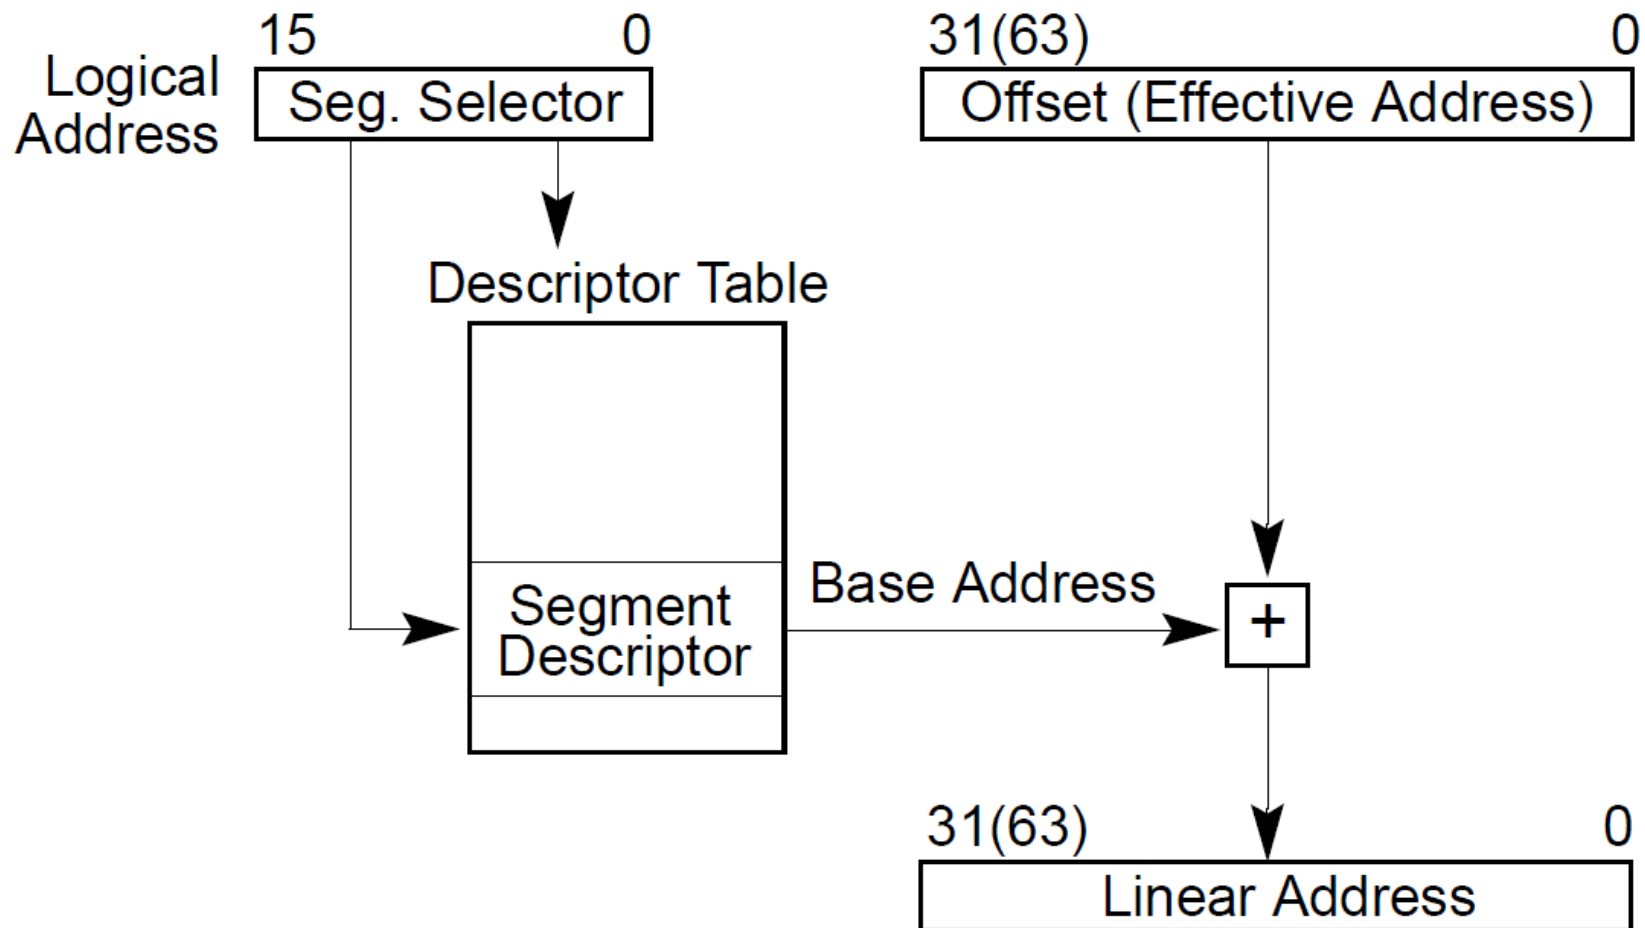 15 0
31(63) 0
Logical
Address
Seg. Selector
Offset (Effective Address)
Descriptor Table
Segment
Descriptor
Base Address
+
31(63) 0
Linear Address